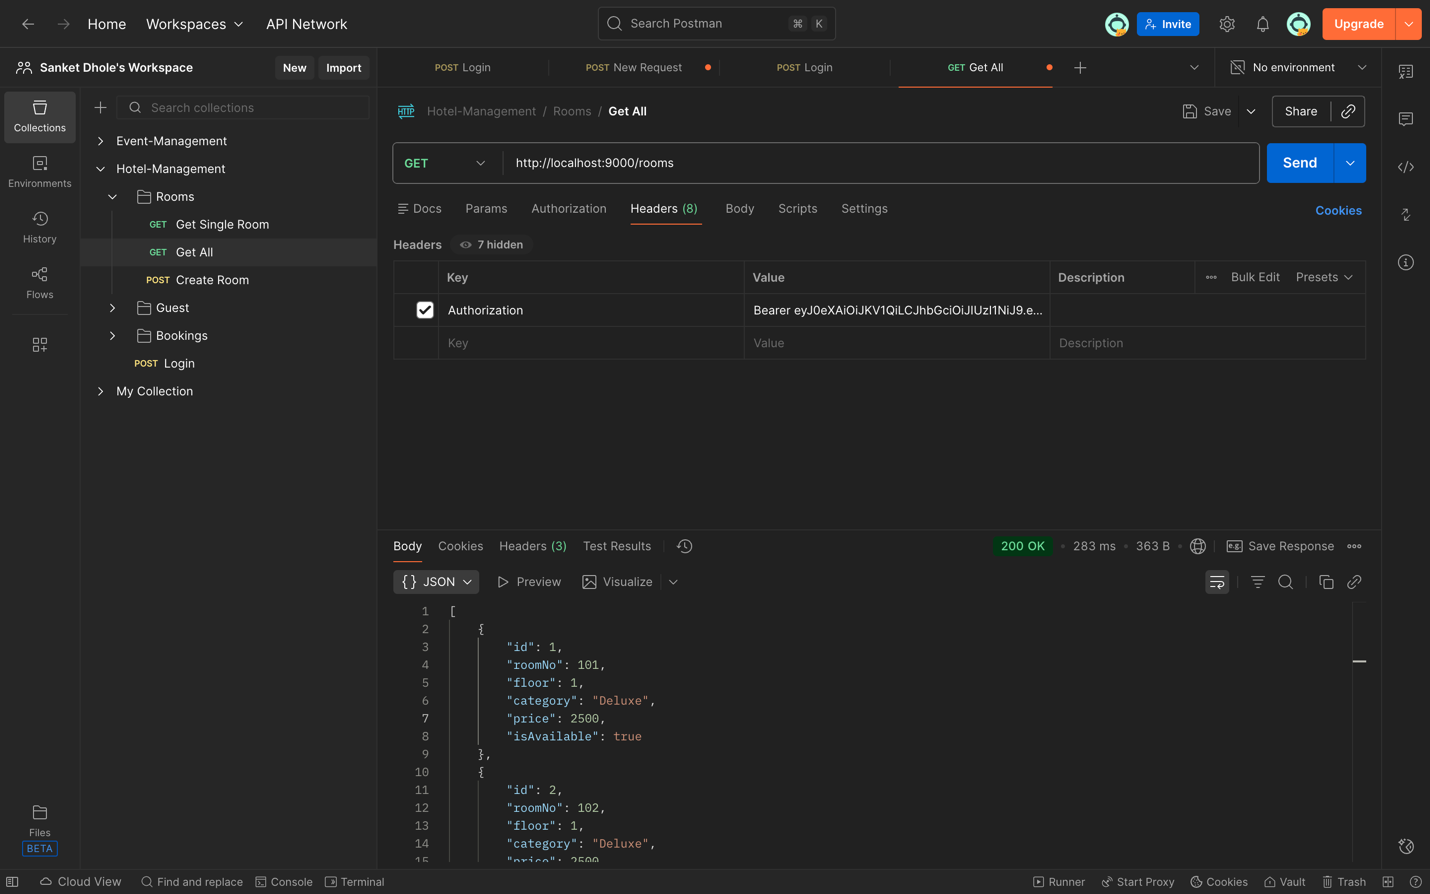 Home Workspaces API Network Search Postman ⌘ K Invite Upgrade
Sanket Dhole's Workspace New Import POST Login POST New Request POST Login GET Get All No environment
Collections
Environments
History
Flows
Files
BETA
Search collections
Event-Management
Hotel-Management
Rooms
GET Get Single Room
GET Get All
POST Create Room
Guest
Bookings
POST Login
My Collection
HTTP Hotel-Management / Rooms / Get All Save Share
GET http://localhost:9000/rooms Send
Docs Params Authorization Headers (8) Body Scripts Settings Cookies
Headers 7 hidden
Key Value Description Bulk Edit Presets
Authorization Bearer eyJ0eXAiOiJKV1QiLCJhbGciOiJIUzI1NiJ9.e...
Key Value Description
Body Cookies Headers (3) Test Results 200 OK 283 ms 363 B e.g. Save Response
{} JSON Preview Visualize
1 [
2 {
3 "id": 1,
4 "roomNo": 101,
5 "floor": 1,
6 "category": "Deluxe",
7 "price": 2500,
8 "isAvailable": true
9 },
10 {
11 "id": 2,
12 "roomNo": 102,
13 "floor": 1,
14 "category": "Deluxe",
15 "price": 2500
Cloud View Find and replace Console Terminal Runner Start Proxy Cookies Vault Trash